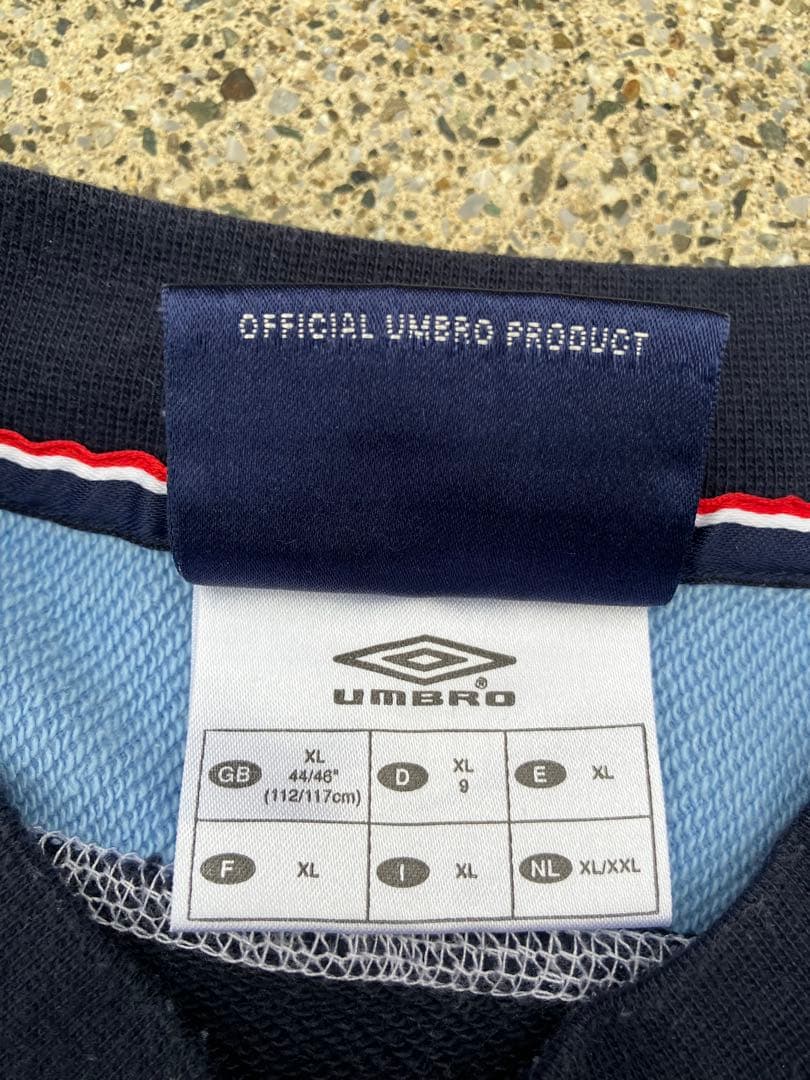 OFFICIAL UMBRO PRODUCT
UMBRO®
GB XL 44/46" (112/117cm)
D XL 9
E XL
F XL
I XL
NL XL/XXL